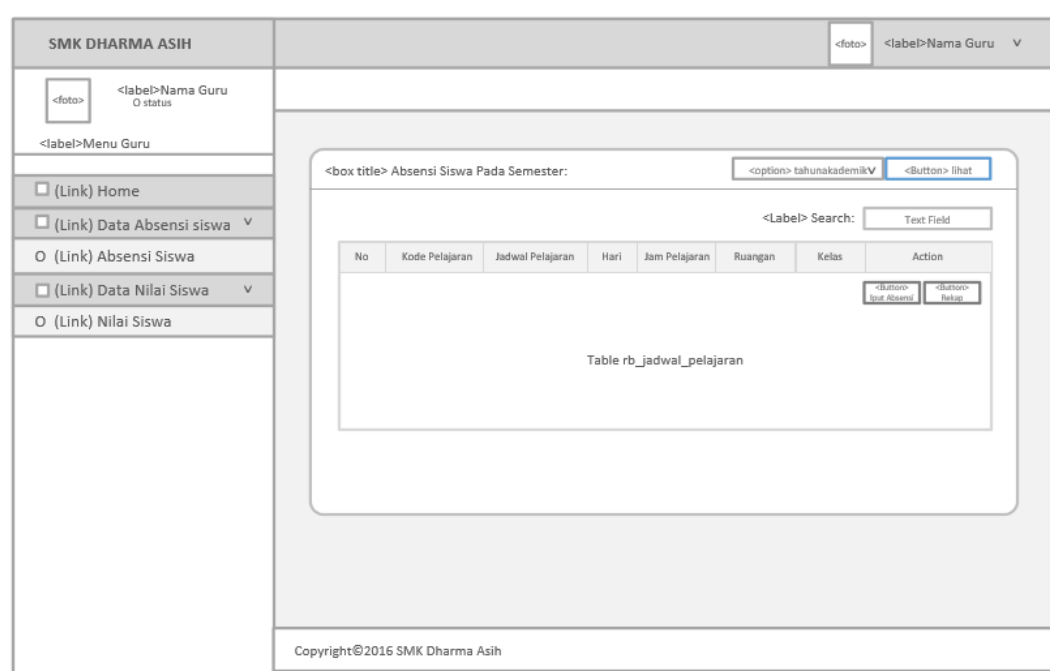 SMK DHARMA ASIH
<foto>
<label>Nama Guru v
<foto>
<label>Nama Guru
O status
<label>Menu Guru
(Link) Home
(Link) Data Absensi siswa v
O (Link) Absensi Siswa
(Link) Data Nilai Siswa v
O (Link) Nilai Siswa
<box title> Absensi Siswa Pada Semester:
<option> tahunakademik v
<Button> lihat
<Label> Search:
Text Field
No Kode Pelajaran Jadwal Pelajaran Hari Jam Pelajaran Ruangan Kelas Action
<Button>
Iput Absensi
<Button>
Rekap
Table rb_jadwal_pelajaran
Copyright©2016 SMK Dharma Asih